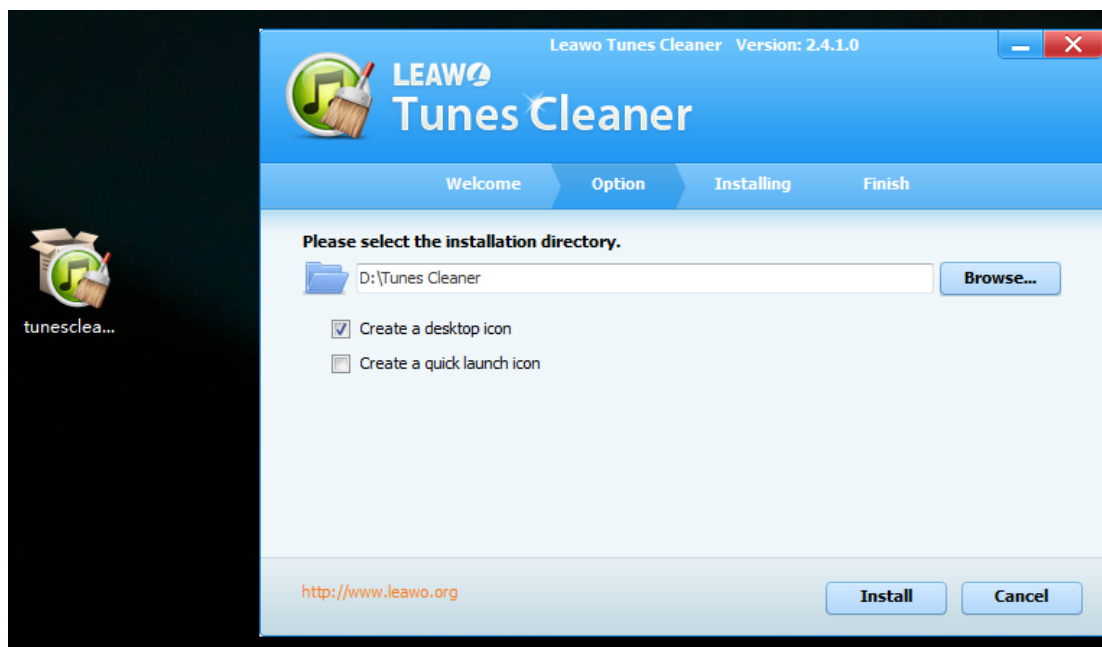 Leawo Tunes Cleaner Version: 2.4.1.0
LEAWO
Tunes Cleaner
Welcome Option Installing Finish
Please select the installation directory.
D:\Tunes Cleaner Browse...
Create a desktop icon
Create a quick launch icon
tunesclea...
http://www.leawo.org Install Cancel